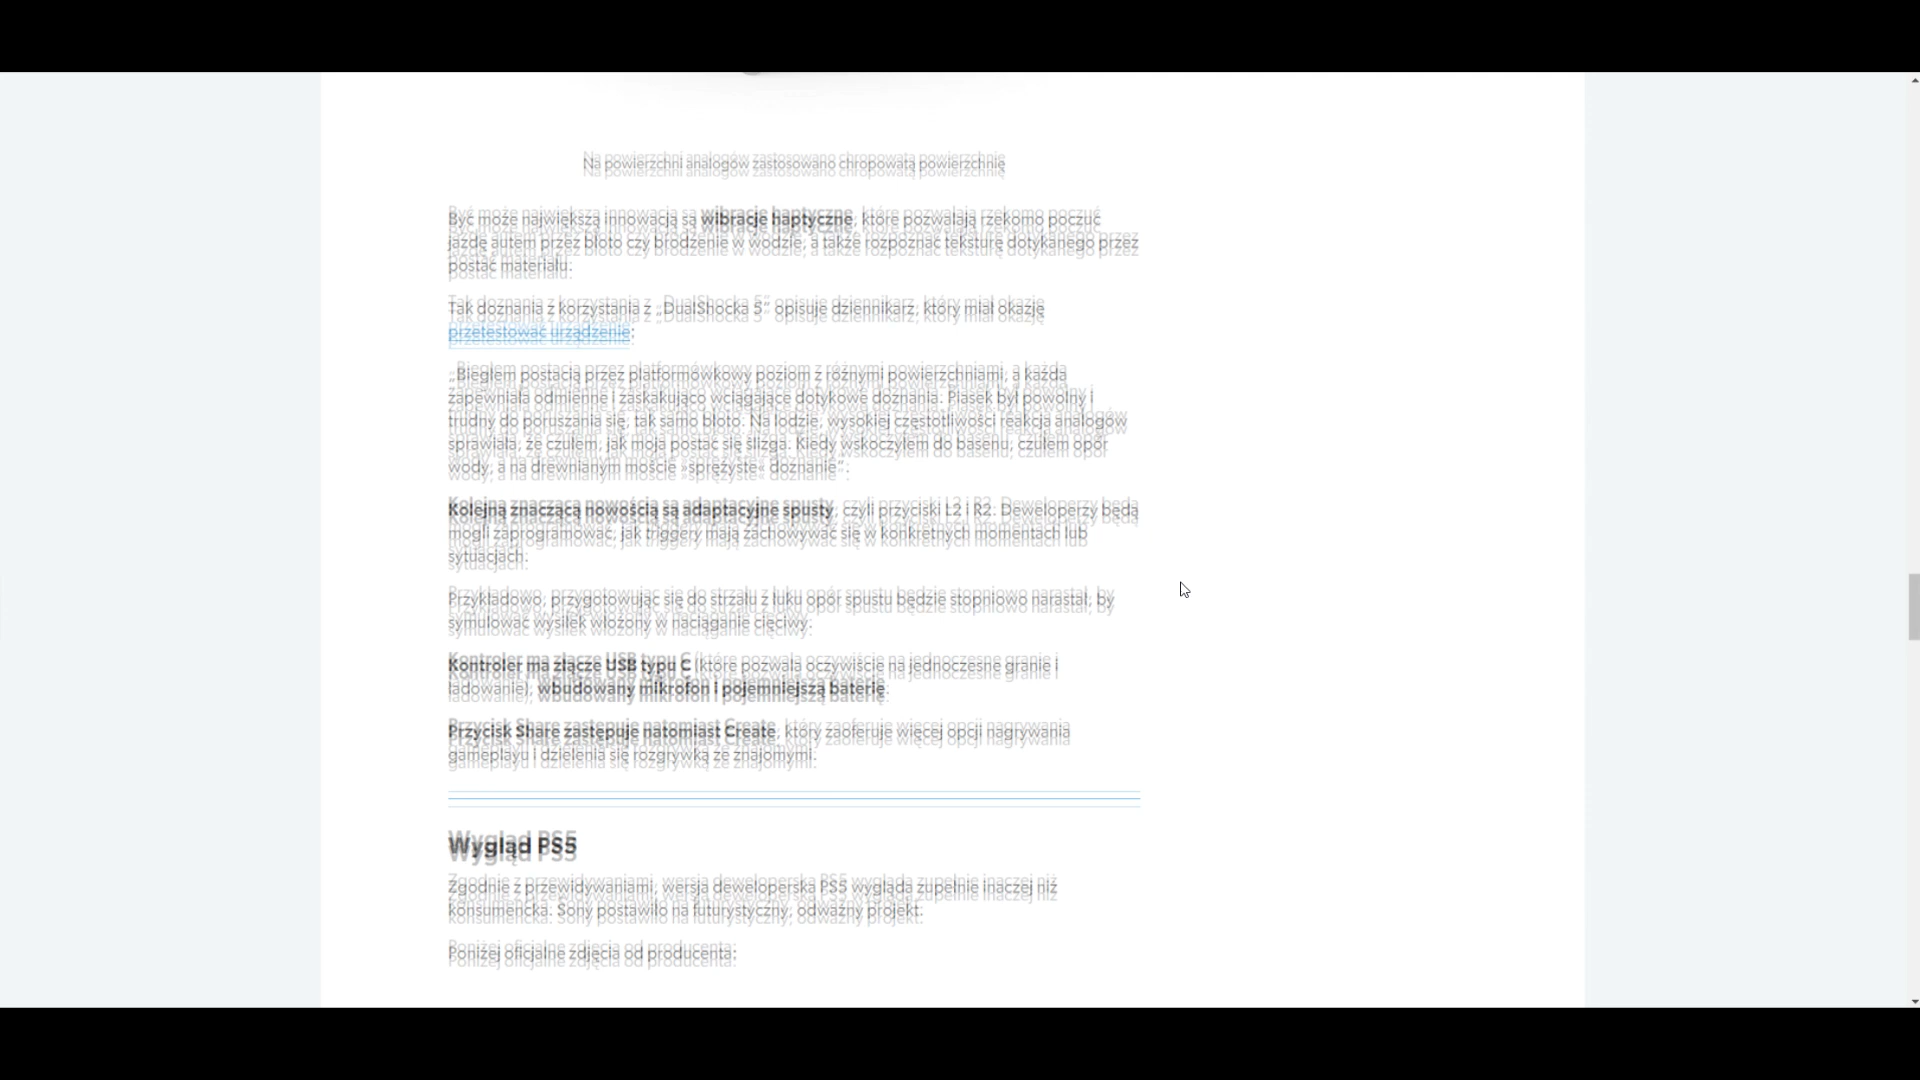 Na powierzchni analogów zastosowano chropowatą powierzchnię
Być może największą innowacją są wibracje haptyczne, które pozwalają rzekomo poczuć
jazdę autem przez błoto czy brodzenie w wodzie, a także rozpoznać teksturę dotykanego przez
postać materiału.
Tak doznania z korzystania z „DualShocka 5” opisuje dziennikarz, który miał okazję
przetestować urządzenie:
„Biegłem postacią przez platformówkowy poziom z różnymi powierzchniami, a każda
zapewniała odmienne i zaskakująco wciągające dotykowe doznania. Piasek był powolny i
trudny do poruszania się, tak samo błoto. Na lodzie, wysokiej częstotliwości reakcja analogów
sprawiała, że czułem, jak moja postać się ślizga. Kiedy wskoczyłem do basenu, czułem opór
wody, a na drewnianym moście »sprężyste« doznanie”.
Kolejną znaczącą nowością są adaptacyjne spusty, czyli przyciski L2 i R2. Deweloperzy będą
mogli zaprogramować, jak triggery mają zachowywać się w konkretnych momentach lub
sytuacjach.
Przykładowo, przygotowując się do strzału z łuku opór spustu będzie stopniowo narastał, by
symulować wysiłek włożony w naciąganie cięciwy.
Kontroler ma złącze USB typu C (które pozwala oczywiście na jednoczesne granie i
ładowanie), wbudowany mikrofon i pojemniejszą baterię.
Przycisk Share zastępuje natomiast Create, który zaoferuje więcej opcji nagrywania
gameplayu i dzielenia się rozgrywką ze znajomymi.
Wygląd PS5
Zgodnie z przewidywaniami, wersja deweloperska PS5 wygląda zupełnie inaczej niż
konsumencka. Sony postawiło na futurystyczny, odważny projekt.
Poniżej oficjalne zdjęcia od producenta: